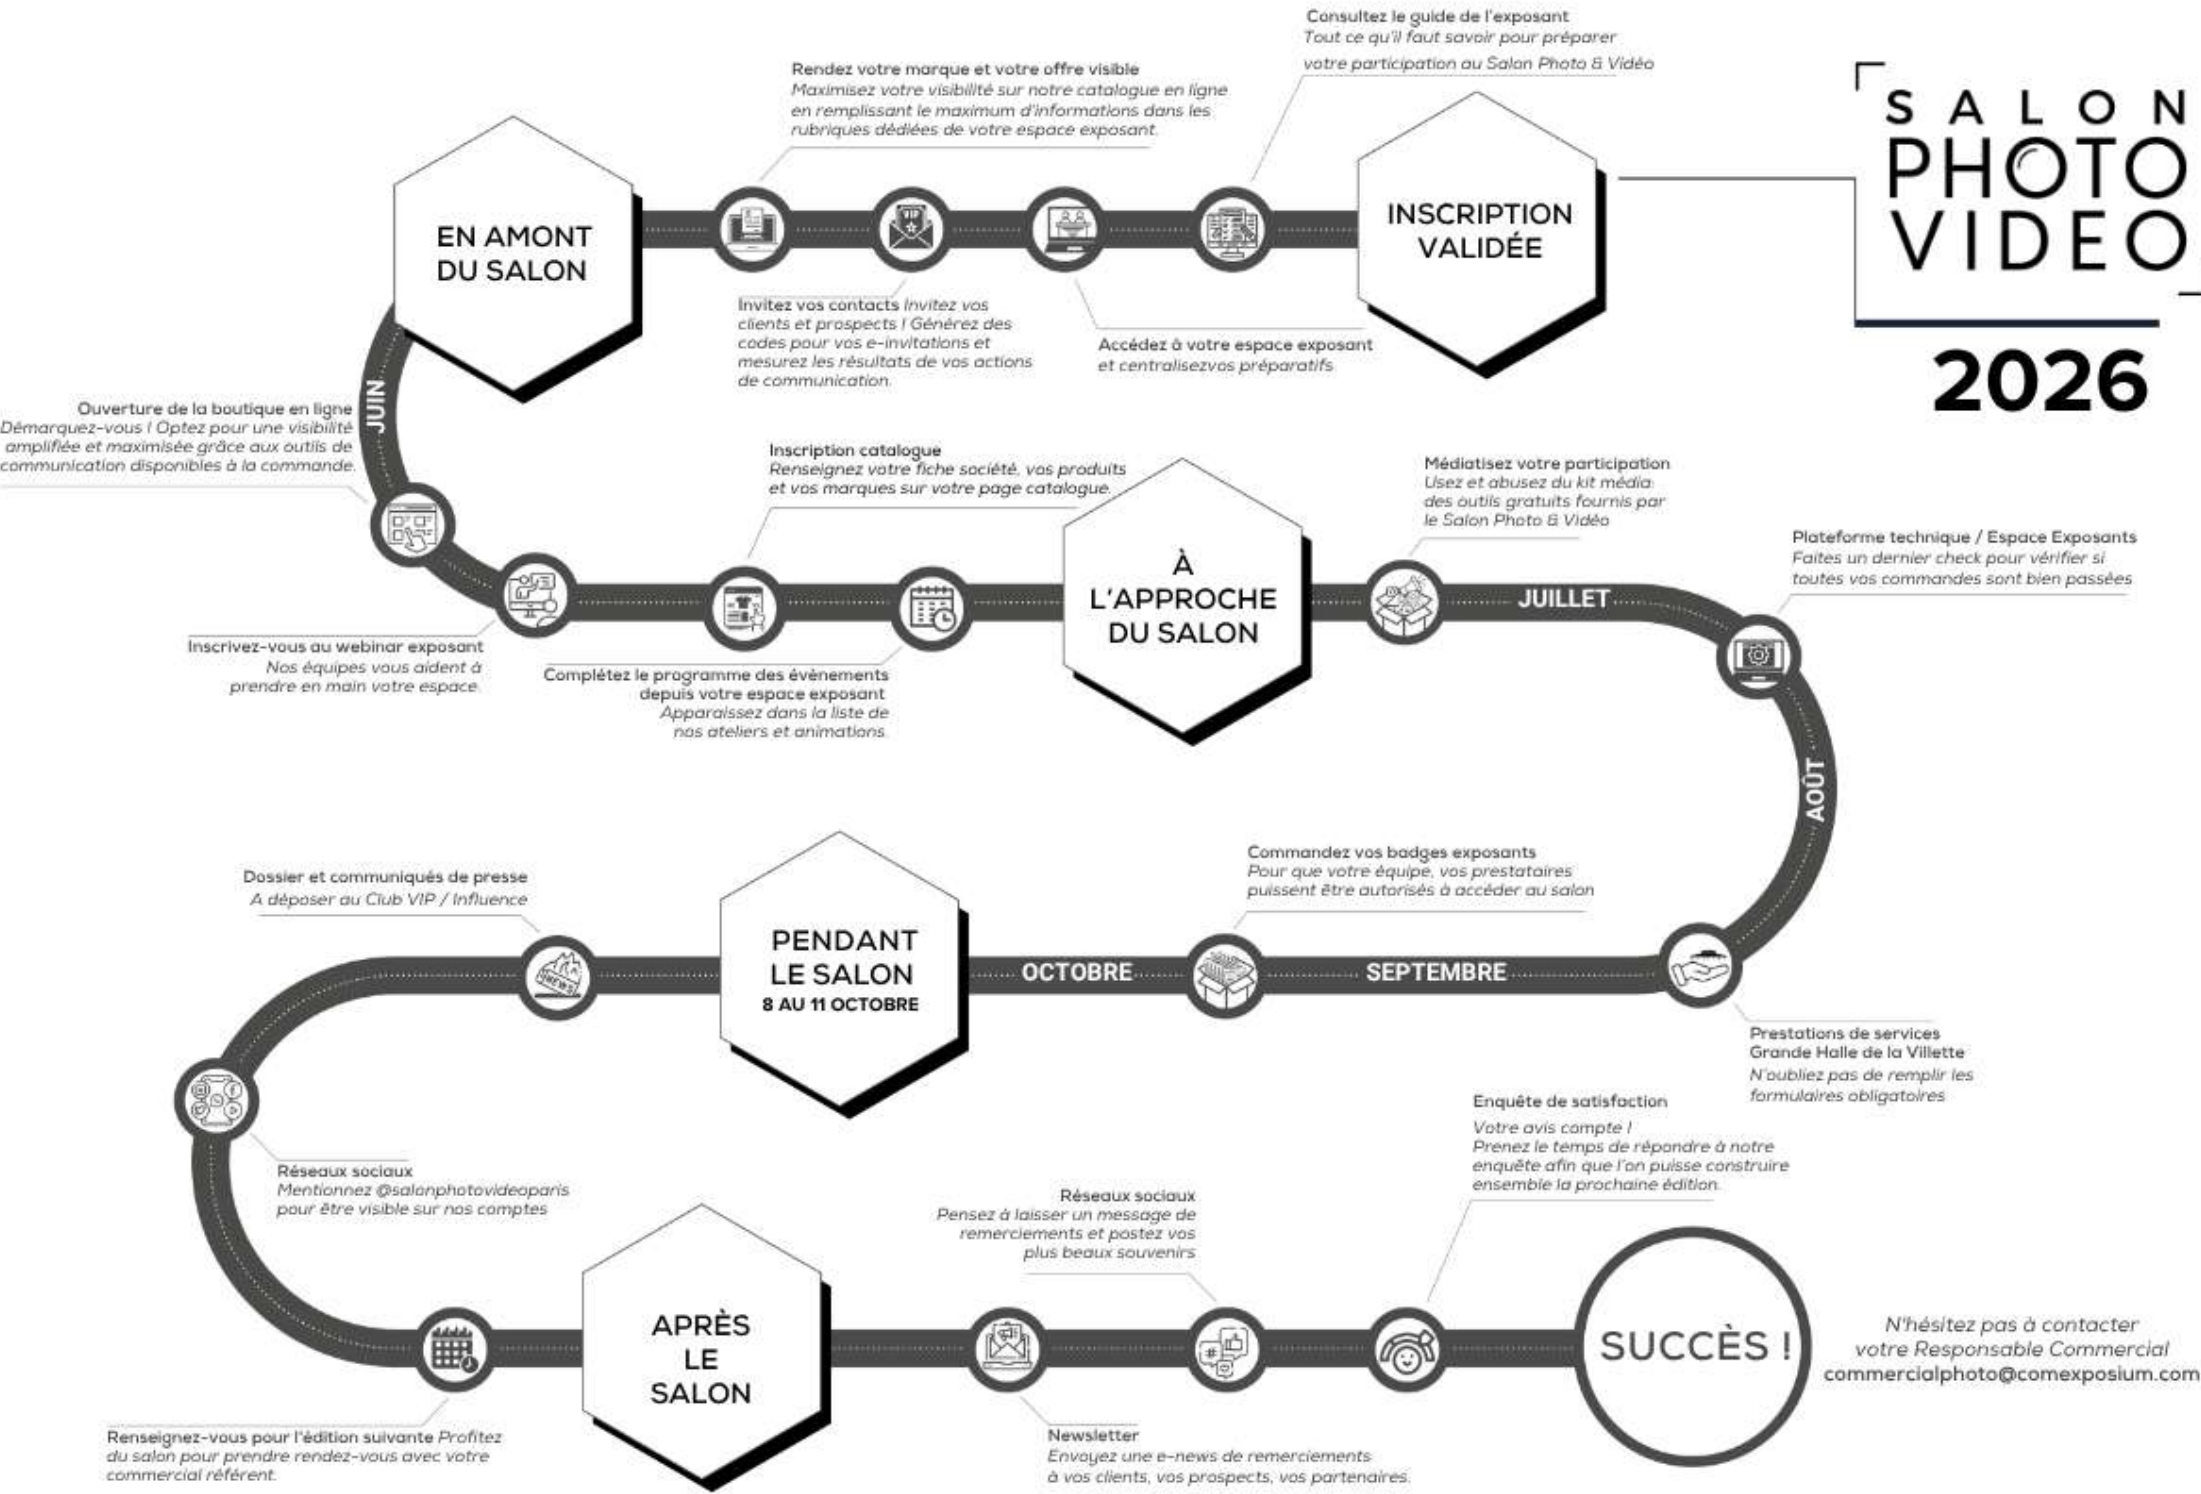 SALON
PHOTO
VIDEO
2026
INSCRIPTION
VALIDÉE
Consultez le guide de l'exposant
Tout ce qu'il faut savoir pour préparer
votre participation au Salon Photo & Vidéo
Accédez à votre espace exposant
et centralisezvos préparatifs
VIP
Invitez vos contacts Invitez vos
clients et prospects ! Générez des
codes pour vos e-invitations et
mesurez les résultats de vos actions
de communication.
Rendez votre marque et votre offre visible
Maximisez votre visibilité sur notre catalogue en ligne
en remplissant le maximum d'informations dans les
rubriques dédiées de votre espace exposant.
EN AMONT
DU SALON
JUIN
Ouverture de la boutique en ligne
Démarquez-vous ! Optez pour une visibilité
amplifiée et maximisée grâce aux outils de
communication disponibles à la commande.
Inscrivez-vous au webinar exposant
Nos équipes vous aident à
prendre en main votre espace.
Inscription catalogue
Renseignez votre fiche société, vos produits
et vos marques sur votre page catalogue.
Complétez le programme des évènements
depuis votre espace exposant
Apparaissez dans la liste de
nos ateliers et animations.
À
L'APPROCHE
DU SALON
Médiatisez votre participation
Usez et abusez du kit média:
des outils gratuits fournis par
le Salon Photo & Vidéo
JUILLET
Plateforme technique / Espace Exposants
Faites un dernier check pour vérifier si
toutes vos commandes sont bien passées
AOÛT
Prestations de services
Grande Halle de la Villette
N'oubliez pas de remplir les
formulaires obligatoires
SEPTEMBRE
Commandez vos badges exposants
Pour que votre équipe, vos prestataires
puissent être autorisés à accéder au salon
OCTOBRE
PENDANT
LE SALON
8 AU 11 OCTOBRE
Dossier et communiqués de presse
A déposer au Club VIP / Influence
NEWS
Réseaux sociaux
Mentionnez @salonphotovideoparis
pour être visible sur nos comptes
Renseignez-vous pour l'édition suivante Profitez
du salon pour prendre rendez-vous avec votre
commercial référent.
APRÈS
LE
SALON
Newsletter
Envoyez une e-news de remerciements
à vos clients, vos prospects, vos partenaires.
Réseaux sociaux
Pensez à laisser un message de
remerciements et postez vos
plus beaux souvenirs
#
Enquête de satisfaction
Votre avis compte !
Prenez le temps de répondre à notre
enquête afin que l'on puisse construire
ensemble la prochaine édition.
SUCCÈS !
N'hésitez pas à contacter
votre Responsable Commercial
commercialphoto@comexposium.com